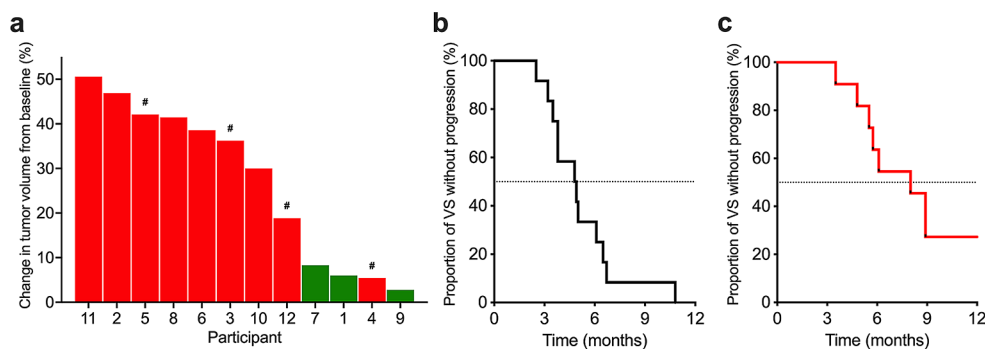 a
Change in tumor volume from baseline (%)
50
40
30
20
10
0
# # # #
11 2 5 8 6 3 10 12 7 1 4 9
Participant
b
Proportion of VS without progression (%)
100
80
60
40
20
0
0 3 6 9 12
Time (months)
c
Proportion of VS without progression (%)
100
80
60
40
20
0
0 3 6 9 12
Time (months)